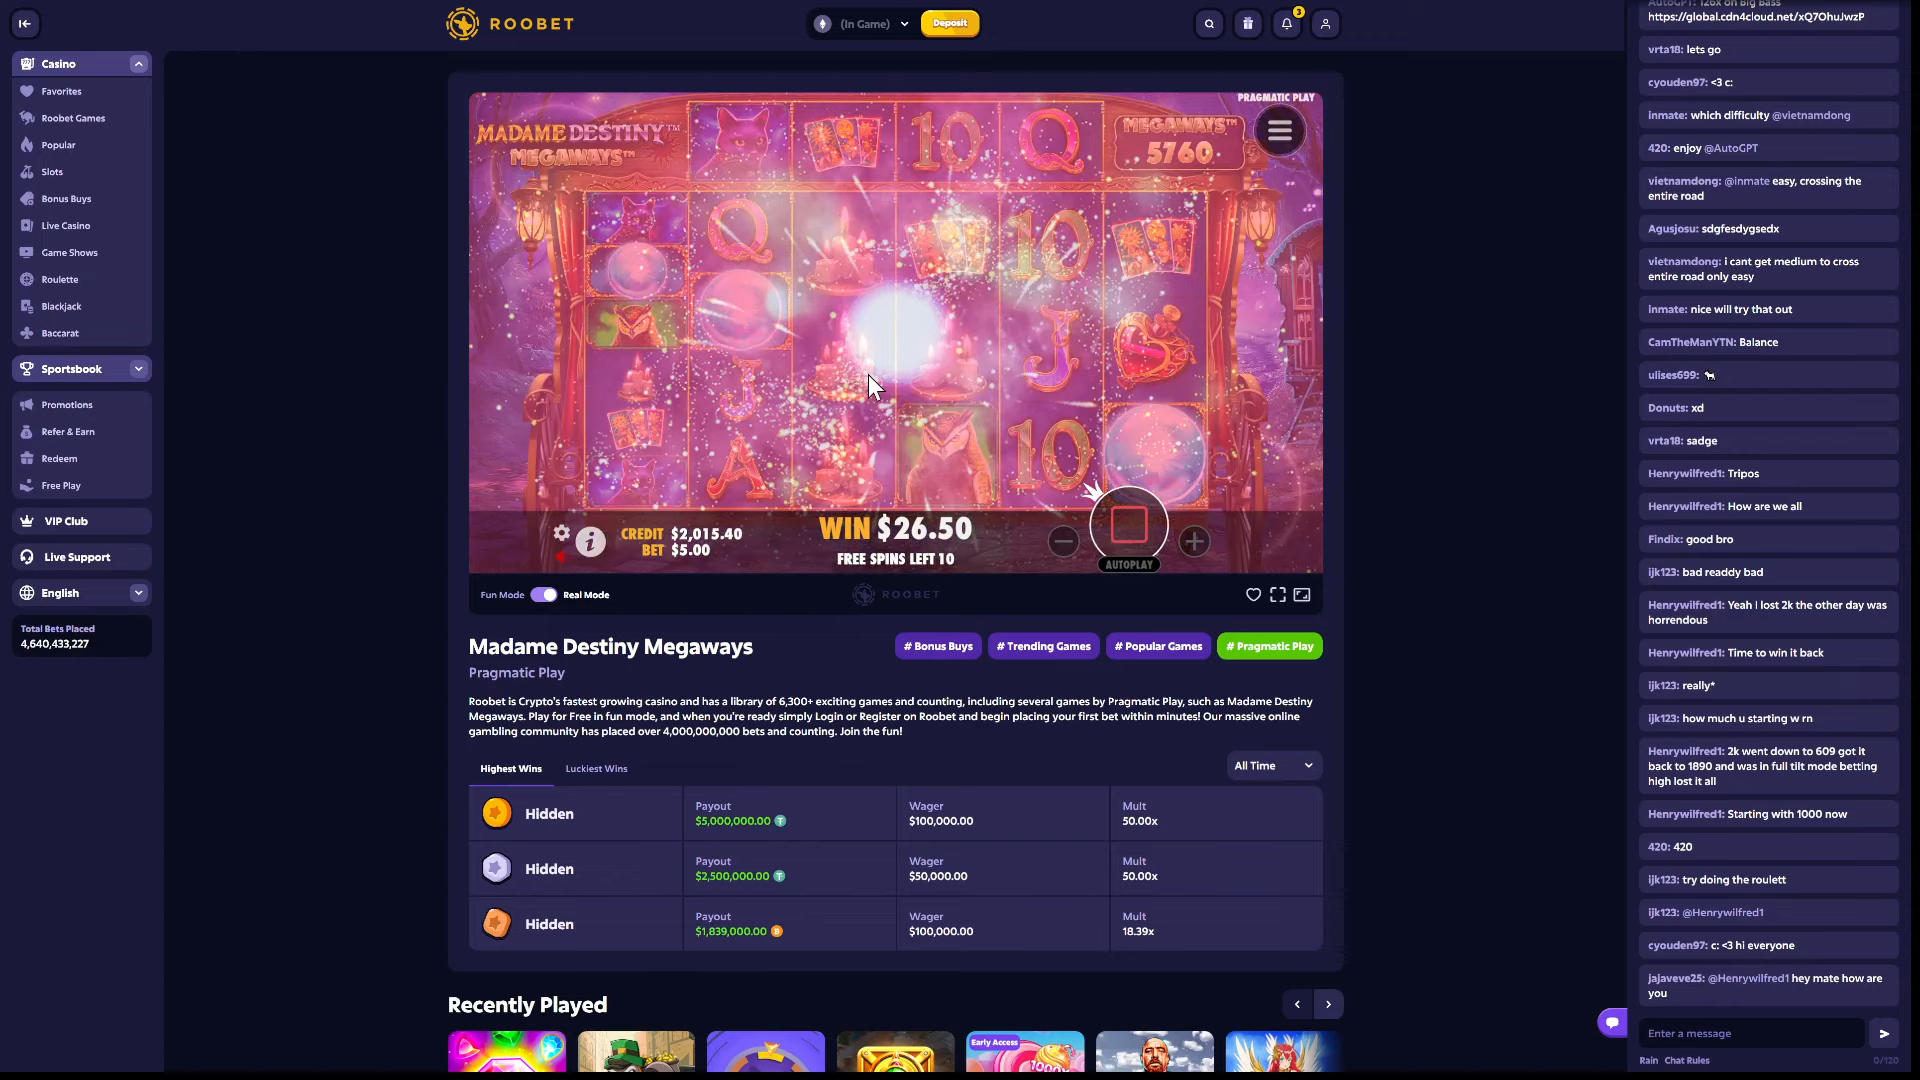 ROOBET
(In Game)
Deposit
3
Casino
Favorites
Roobet Games
Popular
Slots
Bonus Buys
Live Casino
Game Shows
Roulette
Blackjack
Baccarat
Sportsbook
Promotions
Refer & Earn
Redeem
Free Play
VIP Club
Live Support
English
Total Bets Placed
4,640,433,227
PRAGMATIC PLAY
MADAME DESTINY™
MEGAWAYS™
10
Q
MEGAWAYS™
5760
Q
10
J
J
A
10
CREDIT $2,015.40
BET $5.00
WIN $26.50
FREE SPINS LEFT 10
AUTOPLAY
Fun Mode
Real Mode
ROOBET
Madame Destiny Megaways
Pragmatic Play
# Bonus Buys
# Trending Games
# Popular Games
# Pragmatic Play
Roobet is Crypto's fastest growing casino and has a library of 6,300+ exciting games and counting, including several games by Pragmatic Play, such as Madame Destiny
Megaways. Play for Free in fun mode, and when you're ready simply Login or Register on Roobet and begin placing your first bet within minutes! Our massive online
gambling community has placed over 4,000,000,000 bets and counting. Join the fun!
Highest Wins
Luckiest Wins
All Time
Hidden
Payout
$5,000,000.00
Wager
$100,000.00
Mult
50.00x
Hidden
Payout
$2,500,000.00
Wager
$50,000.00
Mult
50.00x
Hidden
Payout
$1,839,000.00
Wager
$100,000.00
Mult
18.39x
Recently Played
Early Access
1000x
AutoGPT: 126x on Big Bass
https://global.cdn4cloud.net/xQ7OhuJwzP
vrta18: lets go
cyouden97: <3 c:
inmate: which difficulty @vietnamdong
420: enjoy @AutoGPT
vietnamdong: @inmate easy, crossing the
entire road
Agusjosu: sdgfesdygsedx
vietnamdong: i cant get medium to cross
entire road only easy
inmate: nice will try that out
CamTheManYTN: Balance
ulises699:
Donuts: xd
vrta18: sadge
Henrywilfred1: Tripos
Henrywilfred1: How are we all
Findix: good bro
ijk123: bad readdy bad
Henrywilfred1: Yeah I lost 2k the other day was
horrendous
Henrywilfred1: Time to win it back
ijk123: really*
ijk123: how much u starting w rn
Henrywilfred1: 2k went down to 609 got it
back to 1890 and was in full tilt mode betting
high lost it all
Henrywilfred1: Starting with 1000 now
420: 420
ijk123: try doing the roulett
ijk123: @Henrywilfred1
cyouden97: c: <3 hi everyone
jajaveve25: @Henrywilfred1 hey mate how are
you
Enter a message
Rain
Chat Rules
0/120